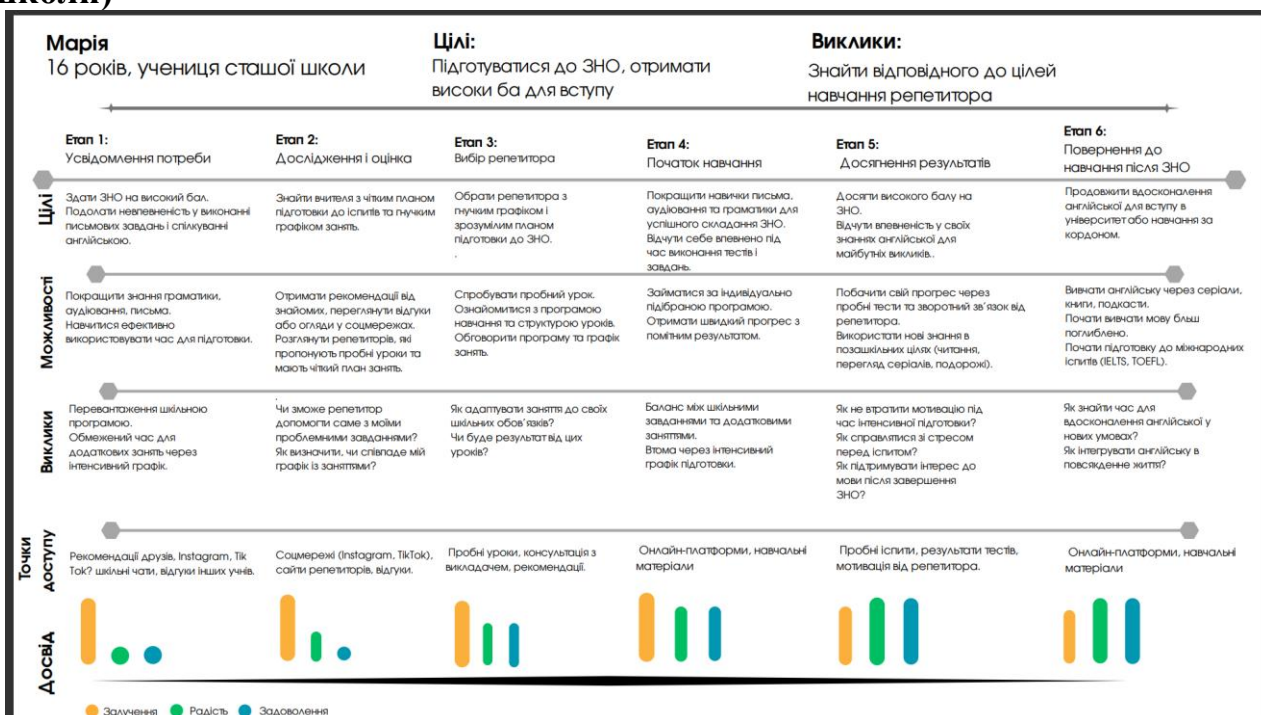 школи)
Марія
16 років, учениця сташої школи
Цілі:
Підготуватися до ЗНО, отримати
високи ба для вступу
Виклики:
Знайти відповідного до цілей
навчання репетитора
Етап 1:
Усвідомлення потреби
Етап 2:
Дослідження і оцінка
Етап 3:
Вибір репетитора
Етап 4:
Початок навчання
Етап 5:
Досягнення результатів
Етап 6:
Повернення до
навчання після ЗНО
Цілі
Здати ЗНО на високий бал.
Подолати невпевненість у виконанні
письмових завдань і спілкуванні
англійською.
Знайти вчителя з чітким планом
підготовки до іспитів та гнучким
графіком занять.
Обрати репетитора з
гнучким графіком і
зрозумілим планом
підготовки до ЗНО.
.
Покращити навички письма,
аудіювання та граматики для
успішного складання ЗНО.
Відчути себе впевнено під
час виконання тестів і
завдань.
Досягти високого балу на
ЗНО.
Відчути впевненість у своїх
знаннях англійської для
майбутніх викликів..
Продовжити вдосконалення
англійської для вступу в
університет або навчання за
кордоном.
Можливості
Покращити знання граматики,
аудіювання, письма.
Навчитися ефективно
використовувати час для підготовки.
Отримати рекомендації від
знайомих, переглянути відгуки
або огляди у соцмережах.
Розглянути репетиторів, які
пропонують пробні уроки та
мають чіткий план занять.
Спробувати пробний урок.
Ознайомитися з програмою
навчання та структурою уроків.
Обговорити програму та графік
занять.
Займатися за індивідуально
підібраною програмою.
Отримати швидкий прогрес з
помітним результатом.
Побачити свій прогрес через
пробні тести та зворотний зв'язок від
репетитора.
Використати нові знання в
позашкільних цілях (читання,
перегляд серіалів, подорожі).
Вивчати англійську через серіали,
книги, подкасти.
Почати вивчати мову більш
поглиблено.
Почати підготовку до міжнародних
іспитів (IELTS, TOEFL).
Виклики
Перевантаження шкільною
програмою.
Обмежений час для
додаткових занять через
інтенсивний графік.
.
Чи зможе репетитор
допомогти саме з моїми
проблемними завданнями?
Як визначити, чи співпаде мій
графік із заняттями?
Як адаптувати заняття до своїх
шкільних обов'язків?
Чи буде результат від цих
уроків?
Баланс між шкільними
завданнями та додатковими
заняттями.
Втома через інтенсивний
графік підготовки.
Як не втратити мотивацію під
час інтенсивної підготовки?
Як справлятися зі стресом
перед іспитом?
Як підтримувати інтерес до
мови після завершення
ЗНО?
Як знайти час для
вдосконалення англійської у
нових умовах?
Як інтегрувати англійську в
повсякденне життя?
Точки
доступу
Рекомендації друзів, Instagram, Tik
Tok? шкільні чати, відгуки інших учнів.
Соцмережі (Instagram, TikTok),
сайти репетиторів, відгуки.
Пробні уроки, консультація з
викладачем, рекомендації.
Онлайн-платформи, навчальні
матеріали
Пробні іспити, результати тестів,
мотивація від репетитора.
Онлайн-платформи, навчальні
матеріали
Досвід
Залучення Радість Задоволення